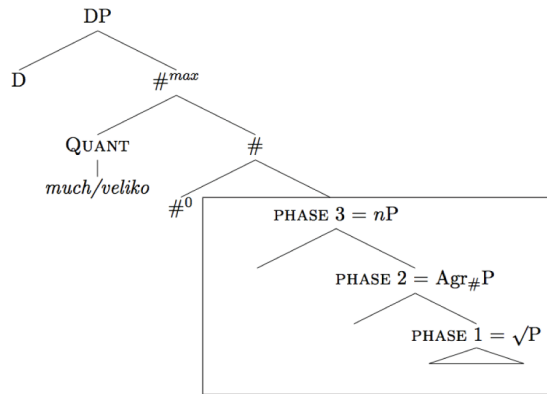 DP
D
#max
QUANT
#
much/veliko
#0
PHASE 3 = nP
PHASE 2 = Agr#P
PHASE 1 = √P